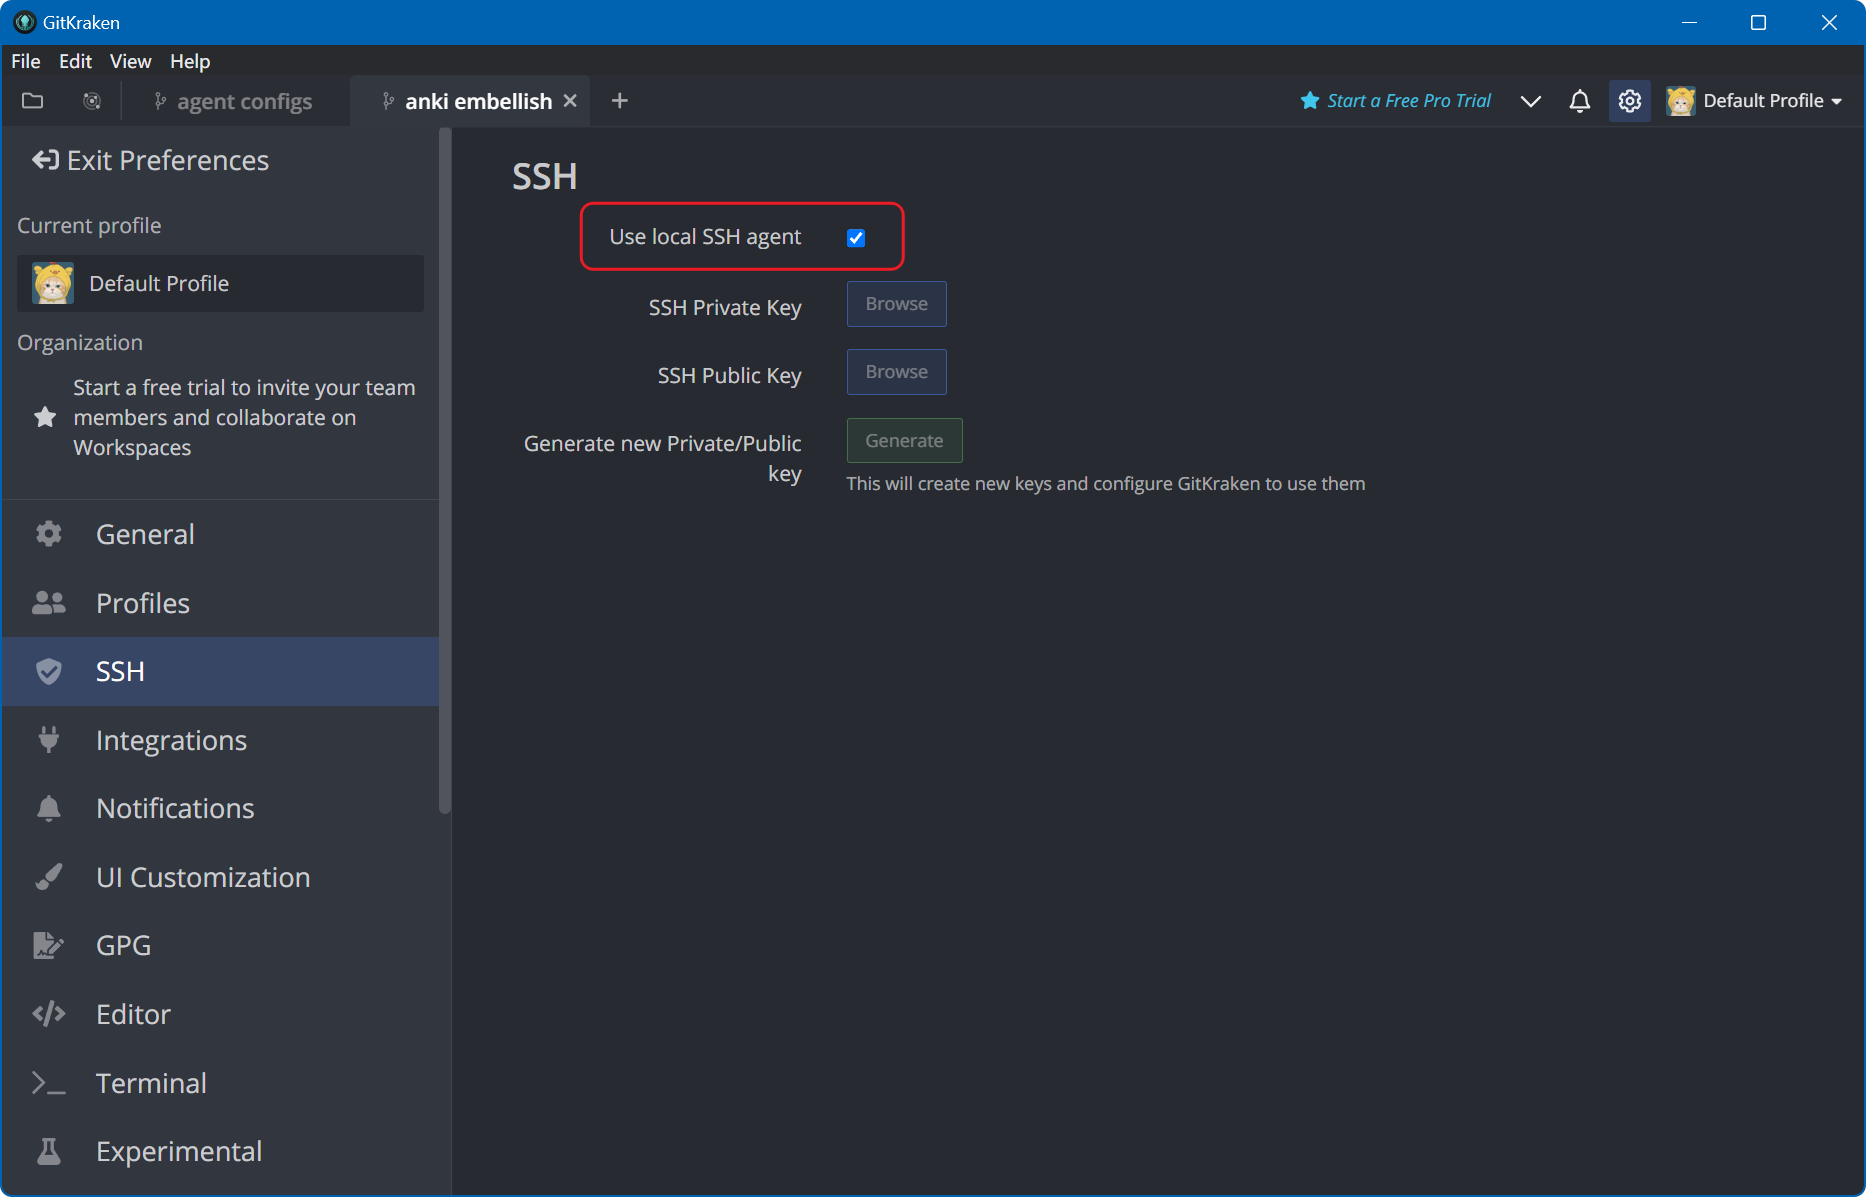 GitKraken
File Edit View Help
agent configs
anki embellish
Start a Free Pro Trial
Default Profile
Exit Preferences
Current profile
Default Profile
Organization
Start a free trial to invite your team
members and collaborate on
Workspaces
General
Profiles
SSH
Integrations
Notifications
UI Customization
GPG
Editor
Terminal
Experimental
SSH
Use local SSH agent
SSH Private Key
Browse
SSH Public Key
Browse
Generate new Private/Public
key
Generate
This will create new keys and configure GitKraken to use them